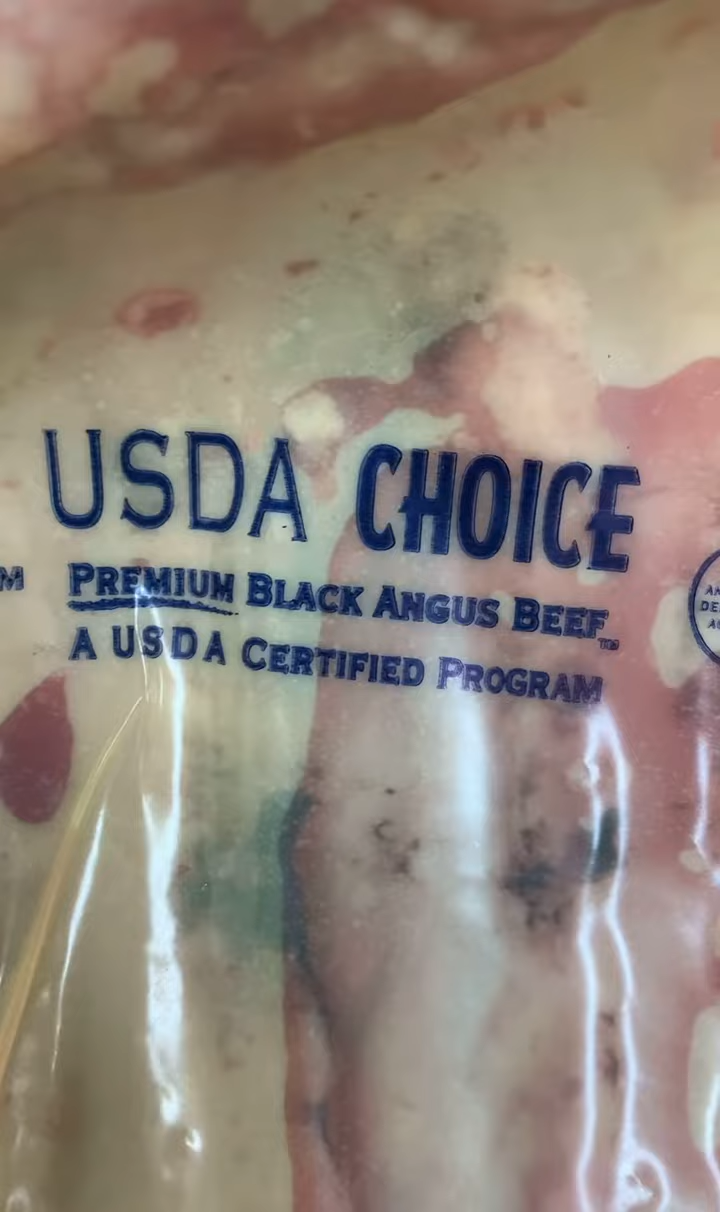 USDA CHOICE
PREMIUM BLACK ANGUS BEEF™
A USDA CERTIFIED PROGRAM
M